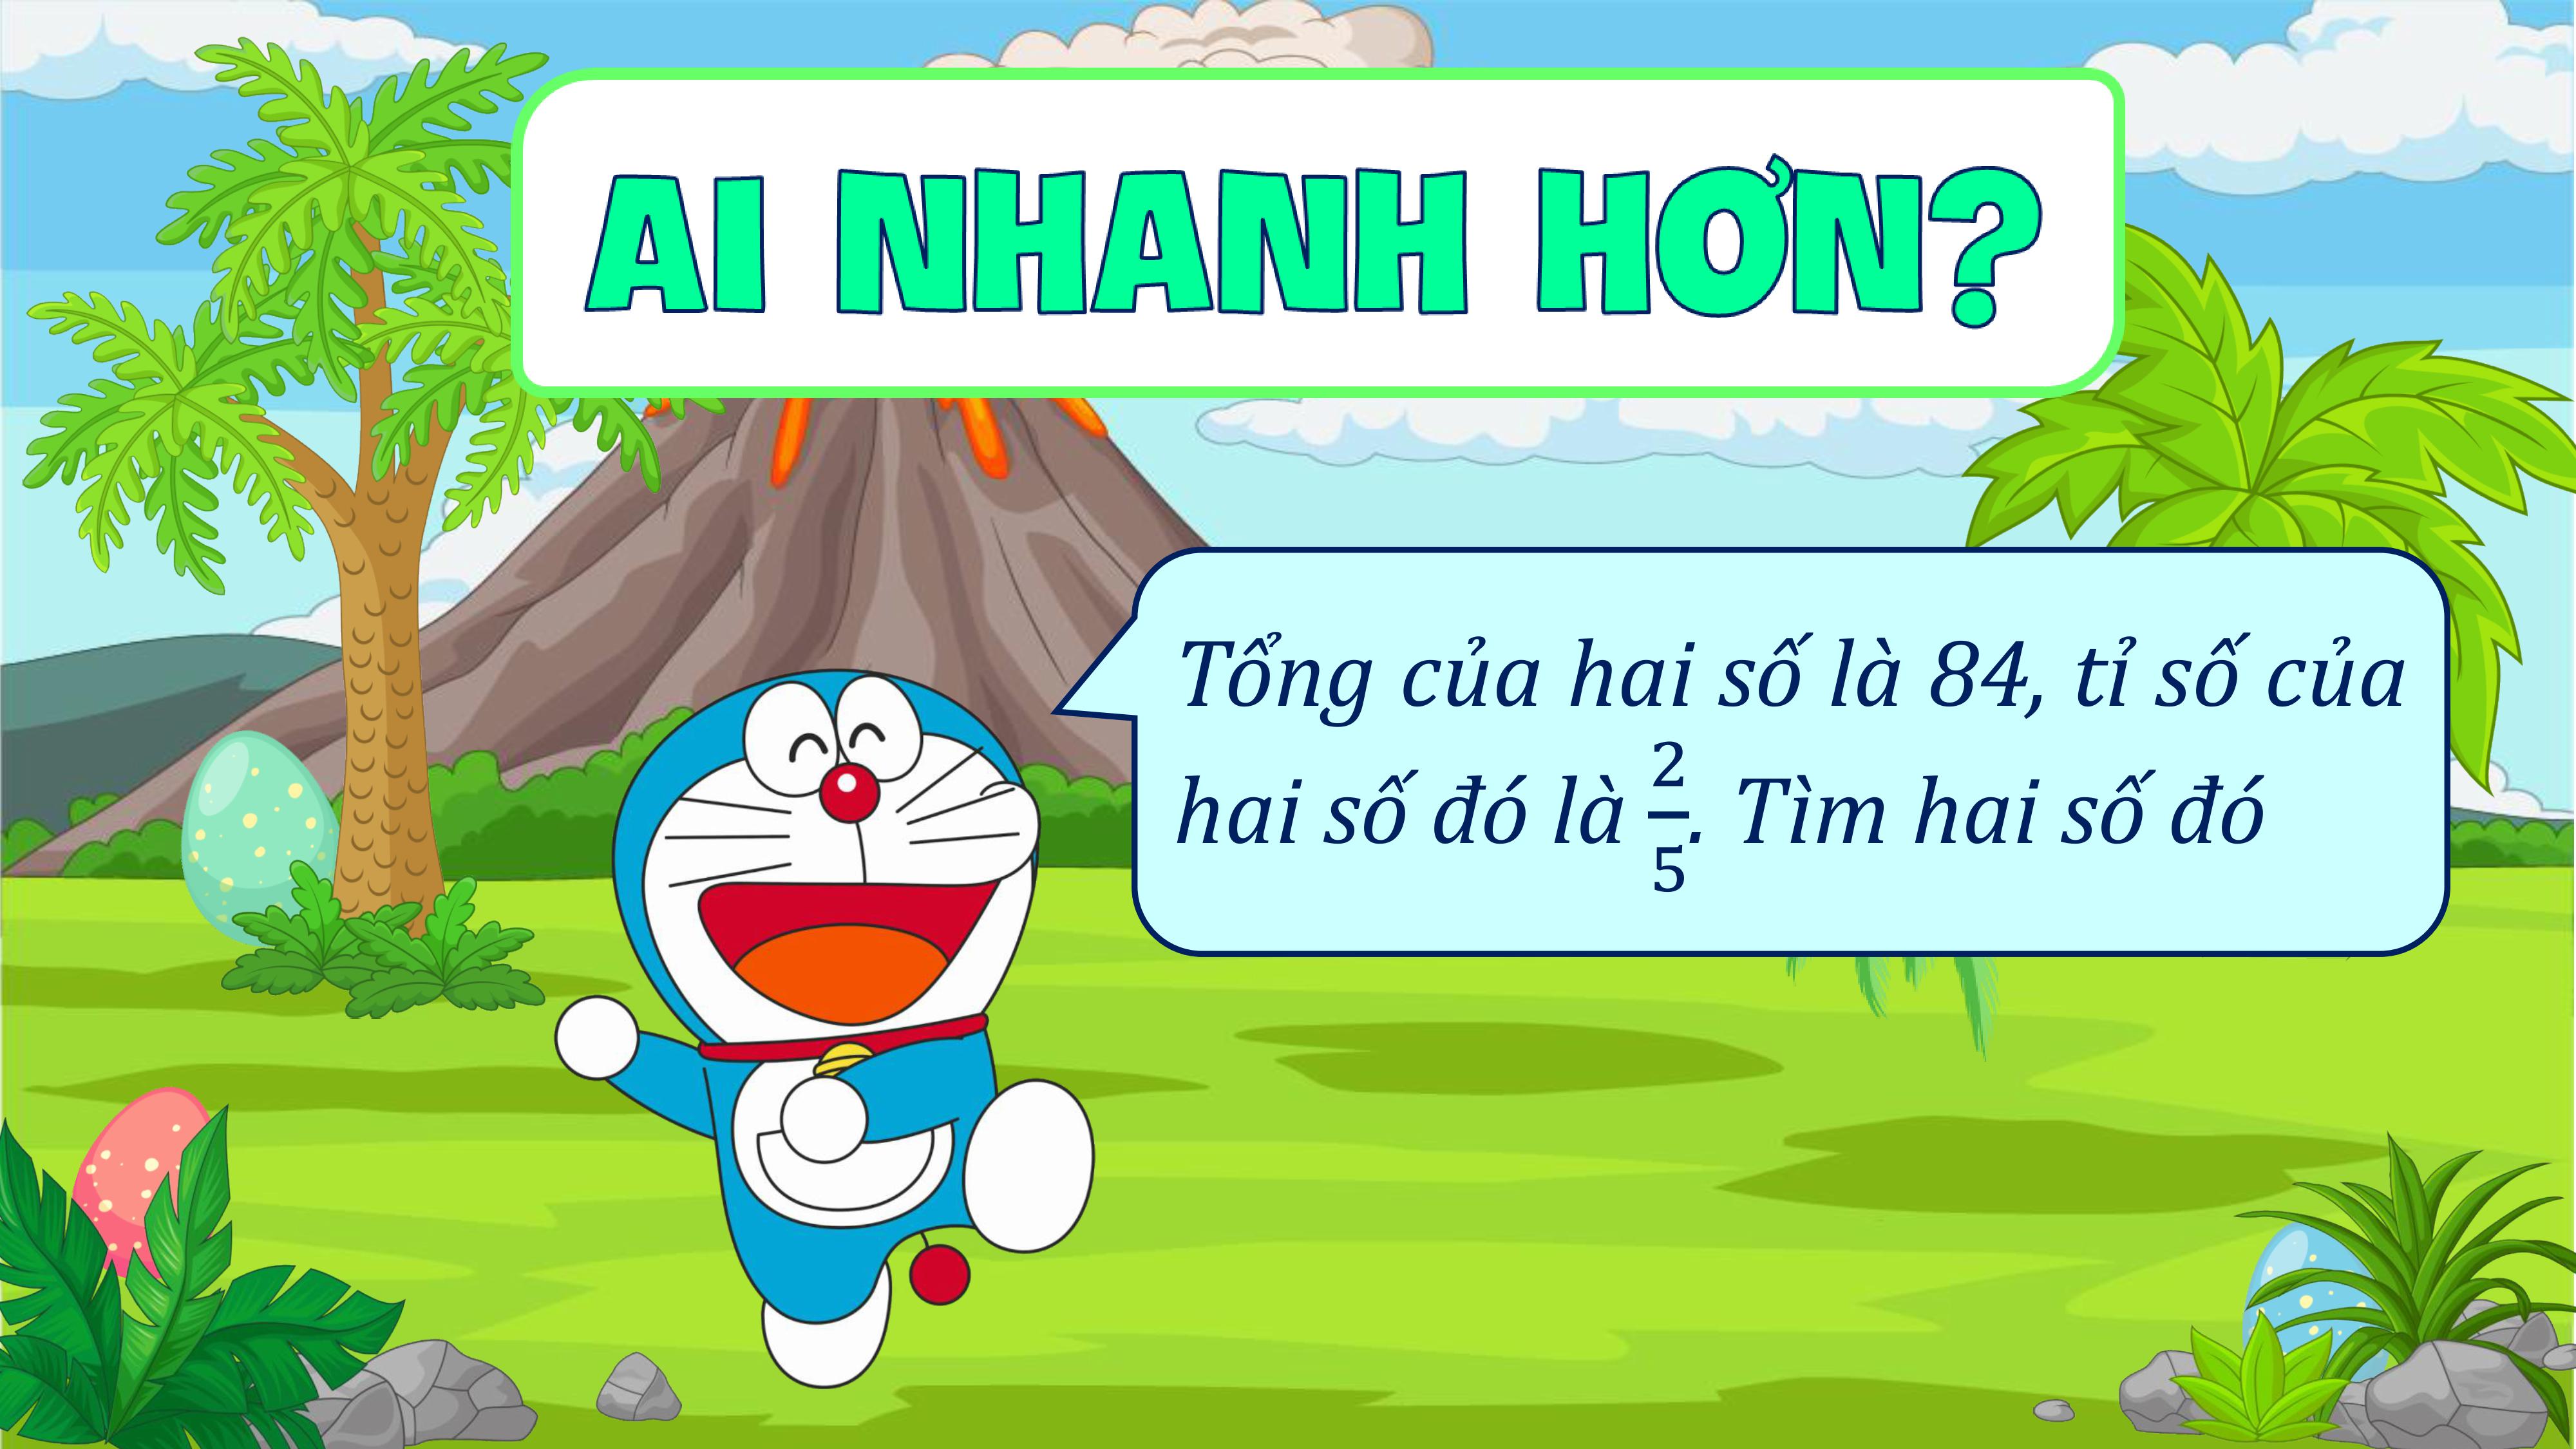 AI NHANH HƠN?
Tổng của hai số là 84, tỉ số của
hai số đó là 2/5. Tìm hai số đó